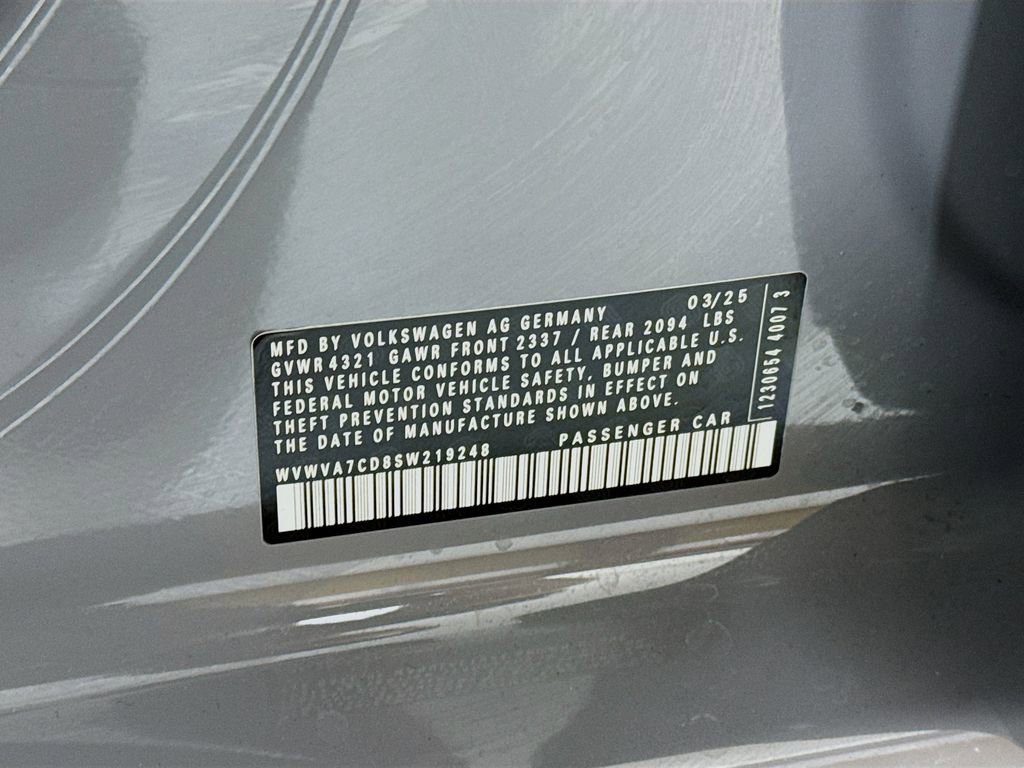 MFD BY VOLKSWAGEN AG GERMANY 03/25
GVWR 4321 GAWR FRONT 2337 / REAR 2094 LBS
THIS VEHICLE CONFORMS TO ALL APPLICABLE U.S.
FEDERAL MOTOR VEHICLE SAFETY, BUMPER AND
THEFT PREVENTION STANDARDS IN EFFECT ON
THE DATE OF MANUFACTURE SHOWN ABOVE.
WVWVA7CD8SW219248 PASSENGER CAR
1230654 4007 3